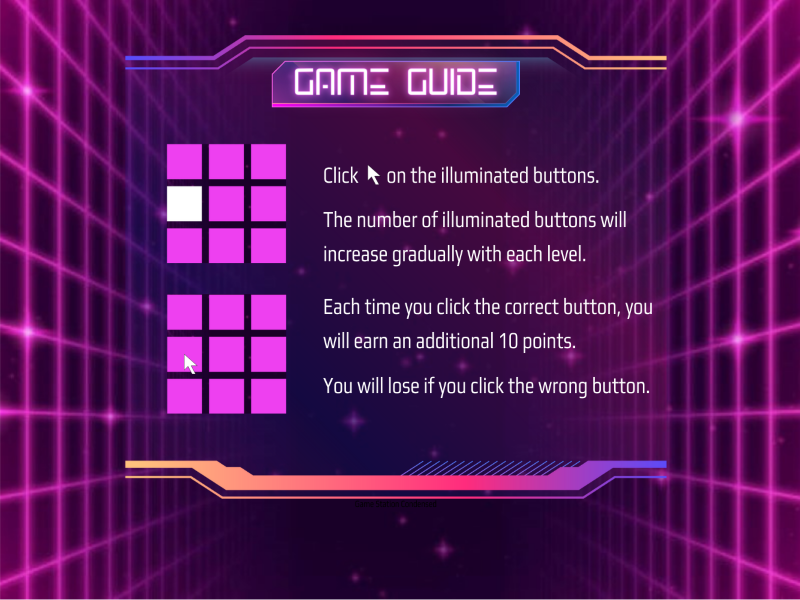 GAME GUIDE
Click on the illuminated buttons.
The number of illuminated buttons will
increase gradually with each level.
Each time you click the correct button, you
will earn an additional 10 points.
You will lose if you click the wrong button.